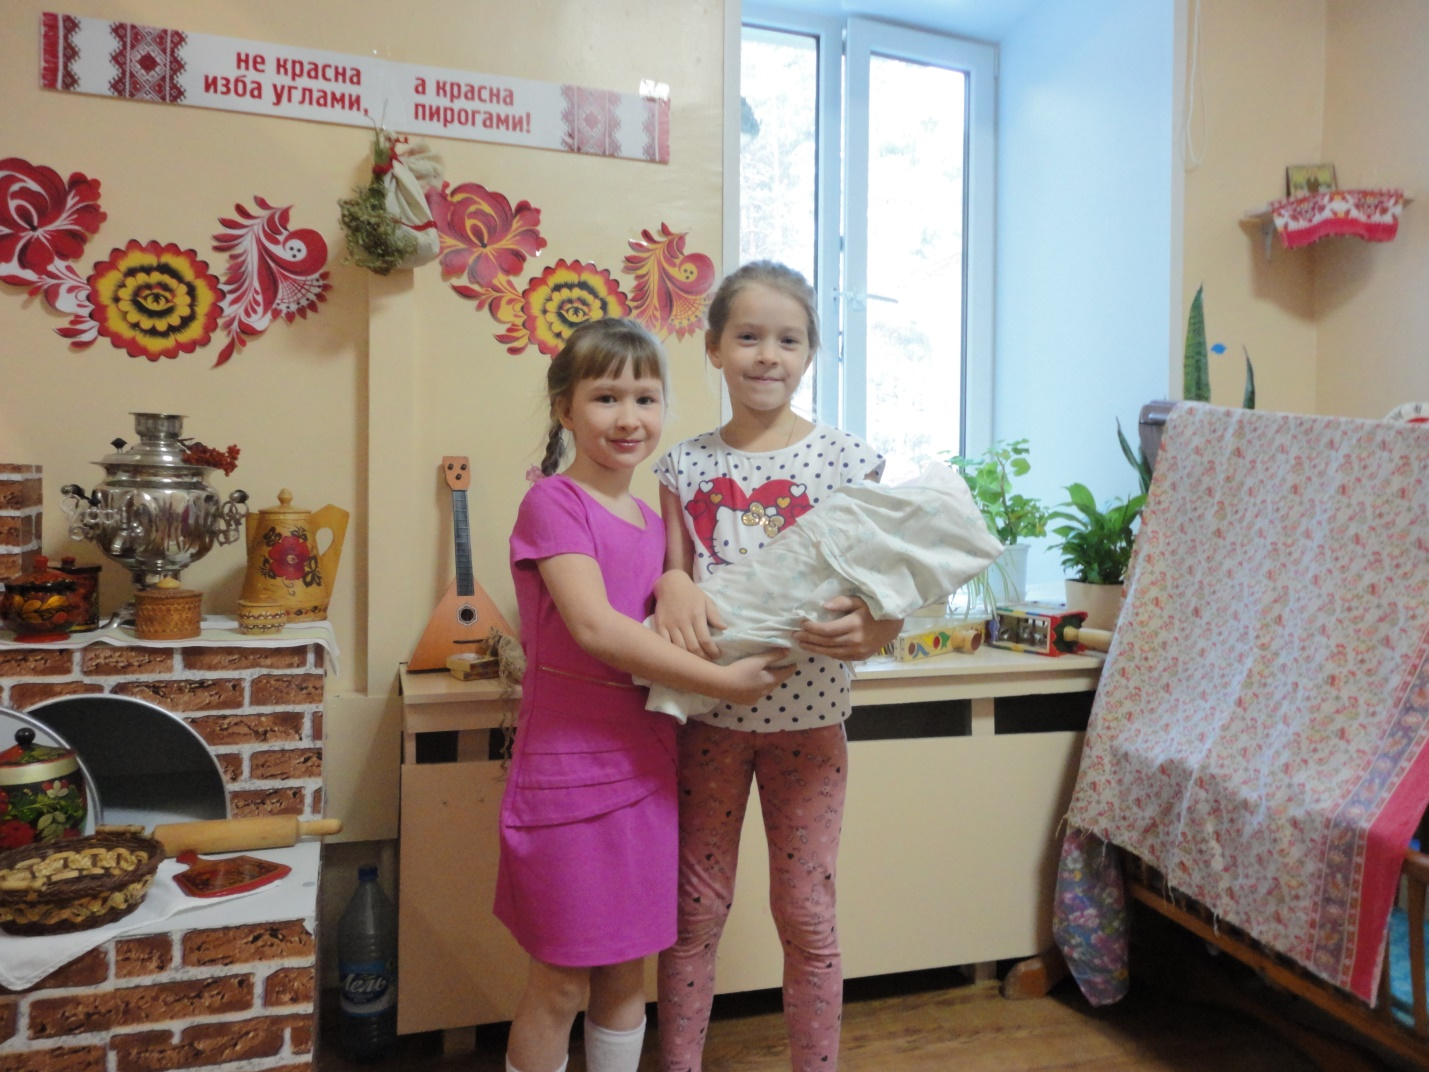 не красна
изба углами,
а красна
пирогами!